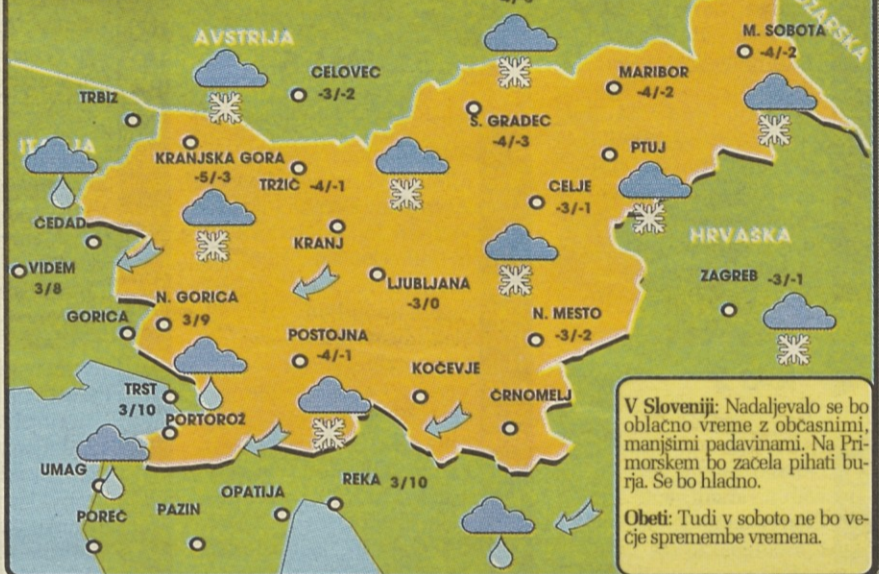 AVSTRIJA
M. SOBOTA
-4/-2
CELOVEC
-3/-2
MARIBOR
-4/-2
TRBIŽ
S. GRADEC
-4/-3
PTUJ
KRANJSKA GORA
-5/-3
TRŽIČ -4/-1
CELJE
-3/-1
ČEDAD
KRANJ
HRVAŠKA
VIDEM
3/8
LJUBLJANA
-3/0
ZAGREB -3/-1
N. GORICA
3/9
GORICA
N. MESTO
-3/-2
POSTOJNA
-4/-1
KOČEVJE
TRST
3/10
ČRNOMELJ
PORTOROŽ
UMAG
REKA 3/10
OPATIJA
PAZIN
POREČ
V Sloveniji: Nadaljevalo se bo
oblačno vreme z občasnimi,
manjšimi padavinami. Na Pri-
morskem bo začela pihati bur-
rja. Še bo hladno.
Obeti: Tudi v soboto ne bo ve-
čje spremembe vremena.